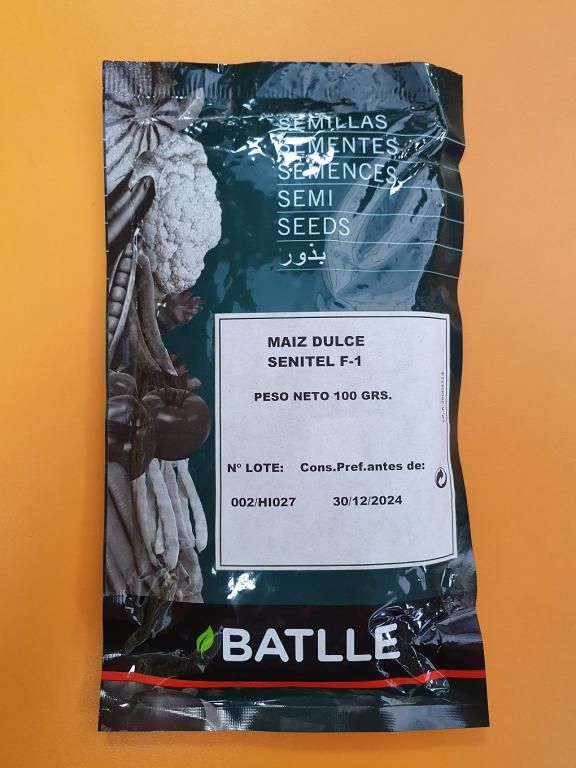 SEMILLAS
SEMENTES
SEMENCES
SEMI
SEEDS
بذور
MAIZ DULCE
SENITEL F-1
PESO NETO 100 GRS.
Nº LOTE: Cons.Pref.antes de:
002/HI027 30/12/2024
BATLLE